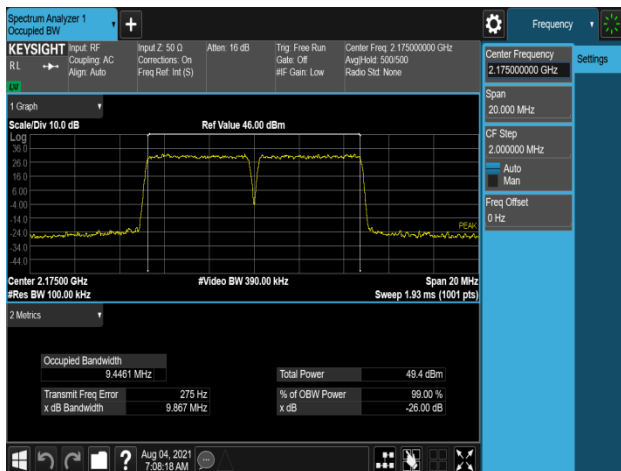 Spectrum Analyzer 1
Occupied BW
+
Frequency
KEYSIGHT
R L
LV
Input: RF
Coupling: AC
Align: Auto
Input Z: 50 Ω
Corrections: On
Freq Ref: Int (S)
Atten: 16 dB
Trig: Free Run
Gate: Off
#IF Gain: Low
Center Freq: 2.175000000 GHz
Avg|Hold: 500/500
Radio Std: None
Center Frequency
2.175000000 GHz
Settings
Span
20.000 MHz
CF Step
2.000000 MHz
Auto
Man
Freq Offset
0 Hz
1 Graph
Scale/Div 10.0 dB
Ref Value 46.00 dBm
Log
36.0
26.0
16.0
6.00
-4.00
-14.0
-24.0
-34.0
-44.0
PEAK
Center 2.17500 GHz
#Video BW 390.00 kHz
Span 20 MHz
#Res BW 100.00 kHz
Sweep 1.93 ms (1001 pts)
2 Metrics
Occupied Bandwidth
9.4461 MHz
Total Power 49.4 dBm
Transmit Freq Error 275 Hz
% of OBW Power 99.00 %
x dB Bandwidth 9.867 MHz
x dB -26.00 dB
?
Aug 04, 2021
7:08:18 AM